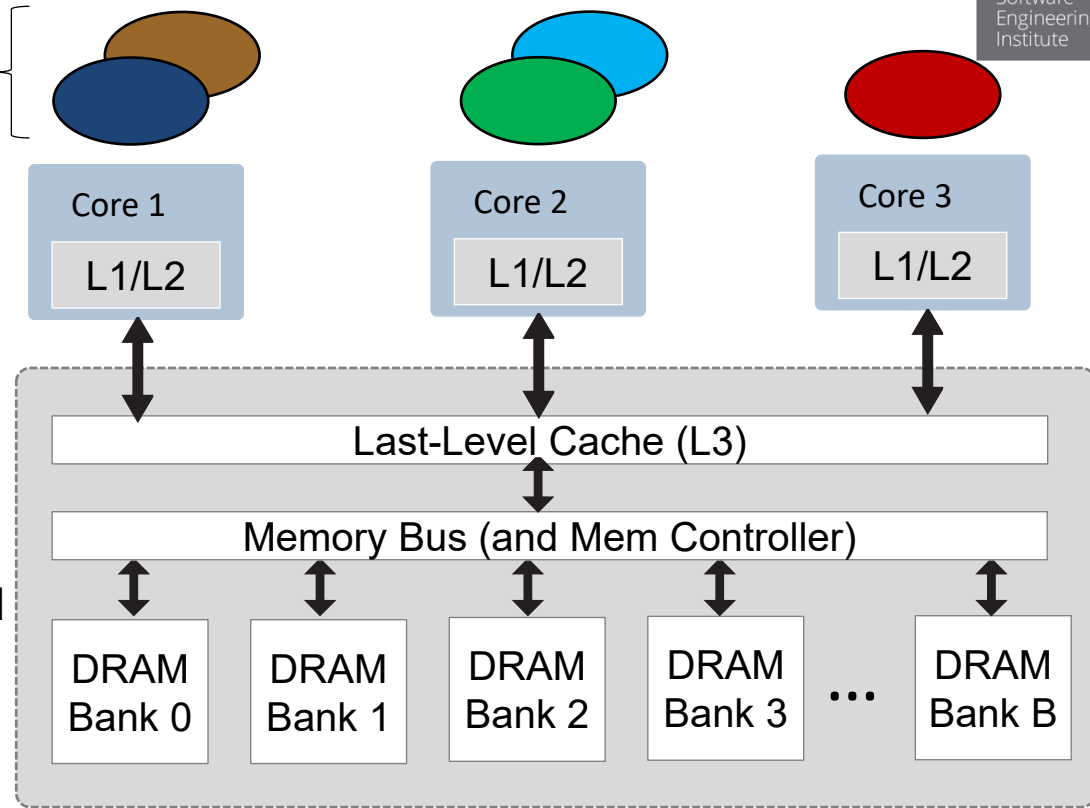 Software
Engineerin
Institute
Core 1
Core 2
Core 3
L1/L2
L1/L2
L1/L2
Last-Level Cache (L3)
Memory Bus (and Mem Controller)
DRAM
Bank 0
DRAM
Bank 1
DRAM
Bank 2
DRAM
Bank 3
...
DRAM
Bank B